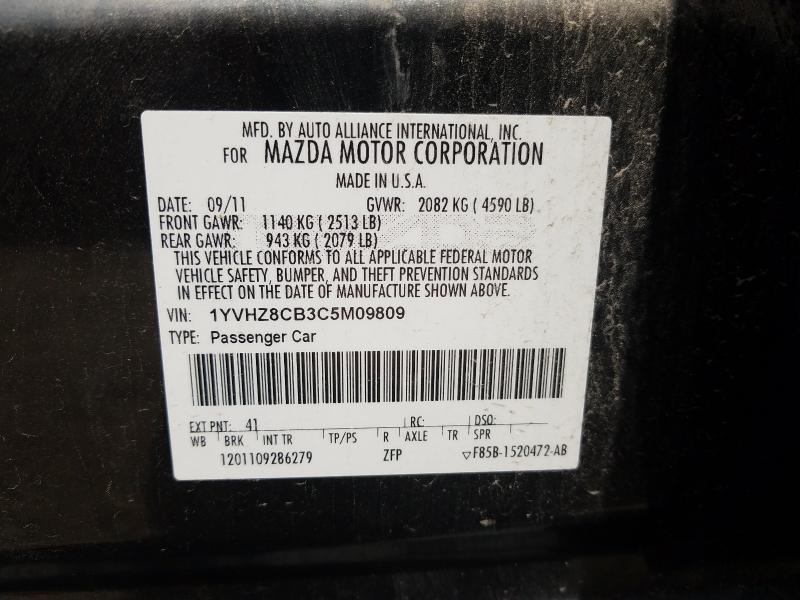 MFD. BY AUTO ALLIANCE INTERNATIONAL, INC.
FOR MAZDA MOTOR CORPORATION
MADE IN U.S.A.
DATE: 09/11 GVWR: 2082 KG ( 4590 LB)
FRONT GAWR: 1140 KG ( 2513 LB)
REAR GAWR: 943 KG ( 2079 LB)
THIS VEHICLE CONFORMS TO ALL APPLICABLE FEDERAL MOTOR
VEHICLE SAFETY, BUMPER, AND THEFT PREVENTION STANDARDS
IN EFFECT ON THE DATE OF MANUFACTURE SHOWN ABOVE.
VIN: 1YVHZ8CB3C5M09809
TYPE: Passenger Car
EXT PNT: 41 RC: DSO:
WB BRK INT TR TP/PS R AXLE TR SPR
1201109286279 ZFP ▽F85B-1520472-AB